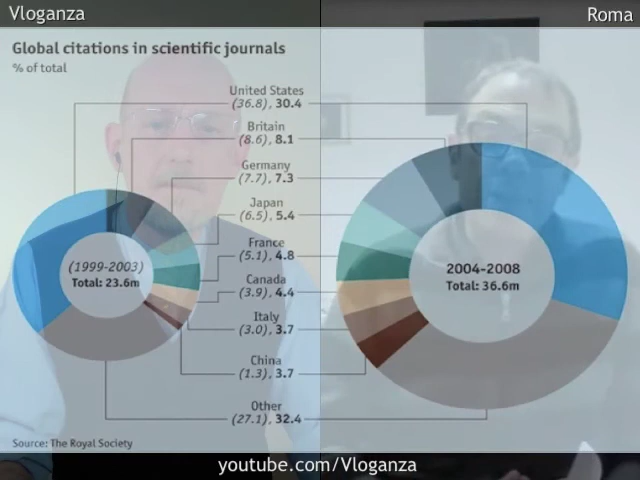 Vloganza
Roma
Global citations in scientific journals
% of total
United States
(36.8), 30.4
Britain
(8.6), 8.1
Germany
(7.7), 7.3
Japan
(6.5), 5.4
France
(5.1), 4.8
Canada
(3.9), 4.4
Italy
(3.0), 3.7
China
(1.3), 3.7
Other
(27.1), 32.4
(1999-2003)
Total: 23.6m
2004-2008
Total: 36.6m
Source: The Royal Society
youtube.com/Vloganza